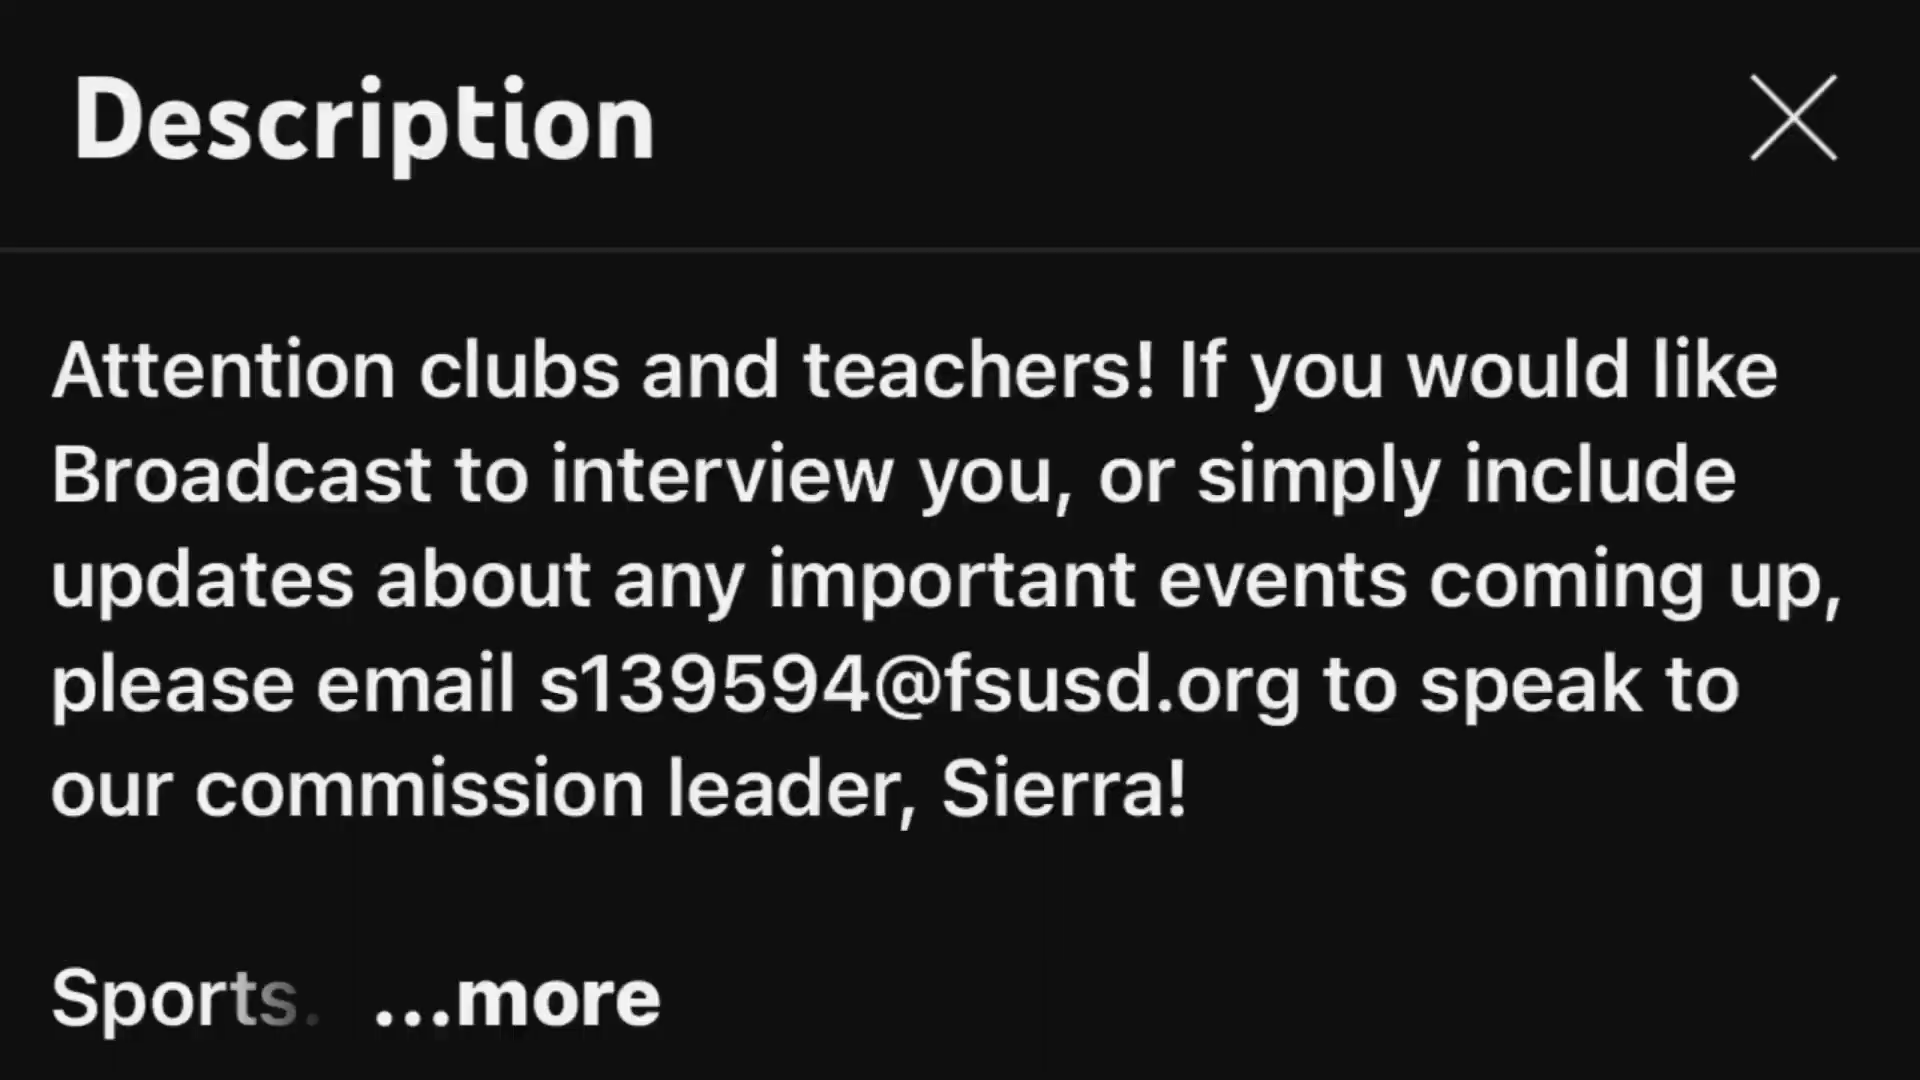 Description
Attention clubs and teachers! If you would like
Broadcast to interview you, or simply include
updates about any important events coming up,
please email s139594@fsusd.org to speak to
our commission leader, Sierra!
Sports. ...more